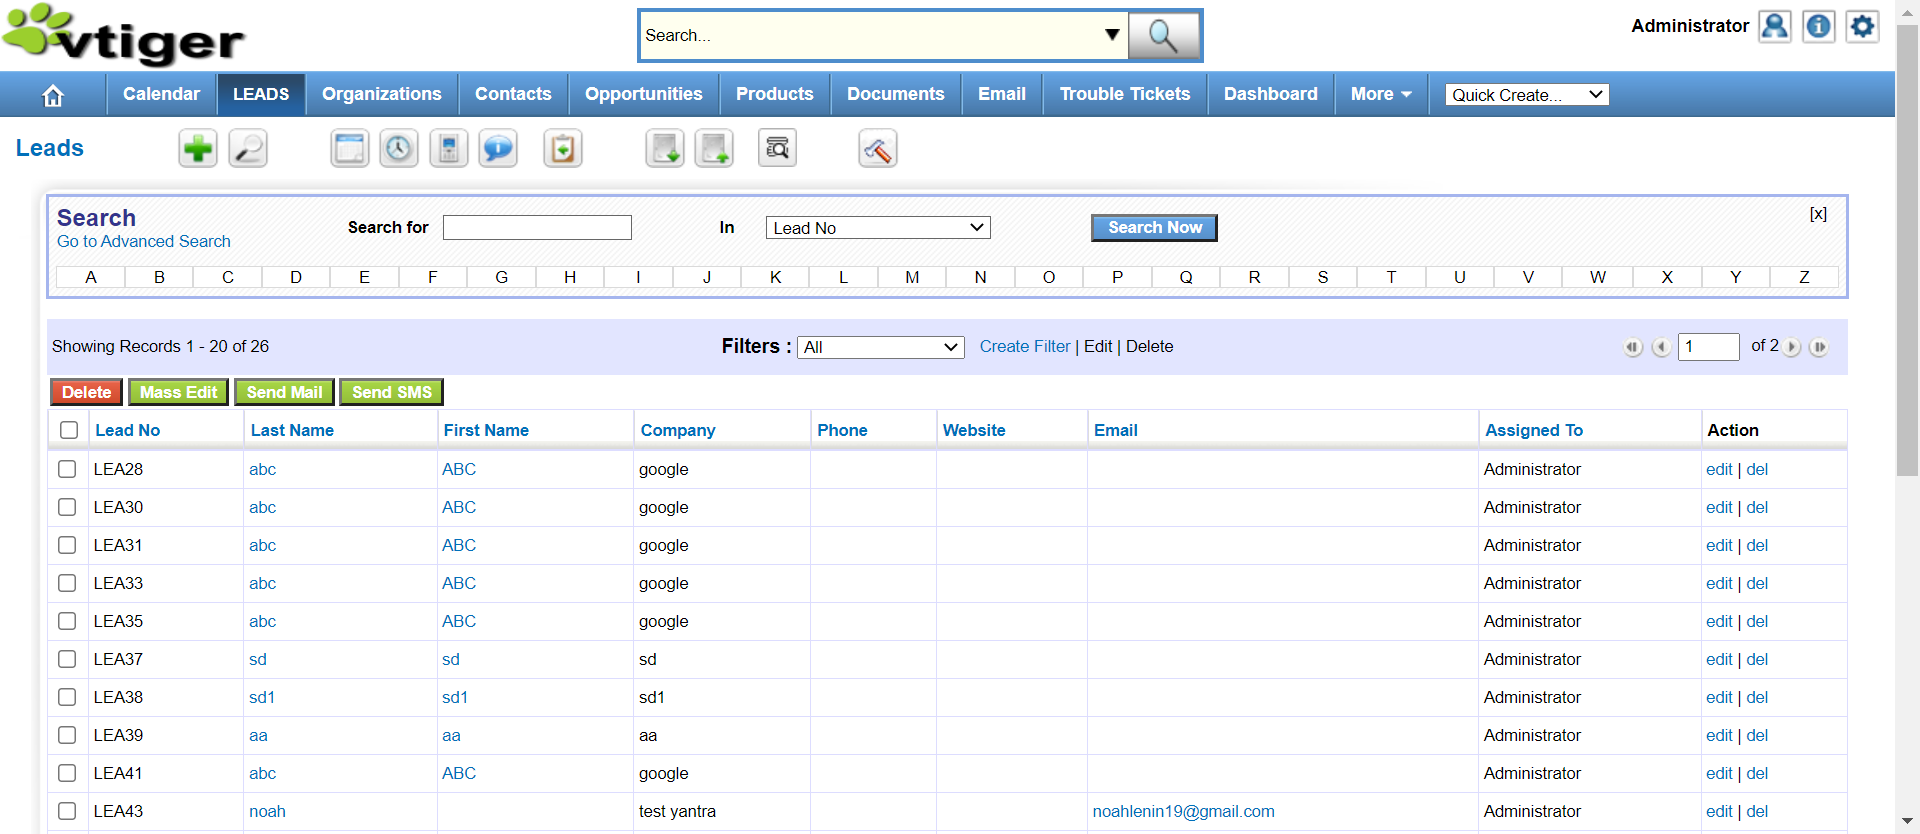 vtiger
Search...
Administrator
Calendar LEADS Organizations Contacts Opportunities Products Documents Email Trouble Tickets Dashboard More Quick Create...
Leads
Search
Go to Advanced Search
Search for In Lead No Search Now [x]
A B C D E F G H I J K L M N O P Q R S T U V W X Y Z
Showing Records 1 - 20 of 26 Filters : All Create Filter | Edit | Delete 1 of 2
Delete Mass Edit Send Mail Send SMS
Lead No Last Name First Name Company Phone Website Email Assigned To Action
LEA28 abc ABC google Administrator edit | del
LEA30 abc ABC google Administrator edit | del
LEA31 abc ABC google Administrator edit | del
LEA33 abc ABC google Administrator edit | del
LEA35 abc ABC google Administrator edit | del
LEA37 sd sd sd Administrator edit | del
LEA38 sd1 sd1 sd1 Administrator edit | del
LEA39 aa aa aa Administrator edit | del
LEA41 abc ABC google Administrator edit | del
LEA43 noah test yantra noahlenin19@gmail.com Administrator edit | del